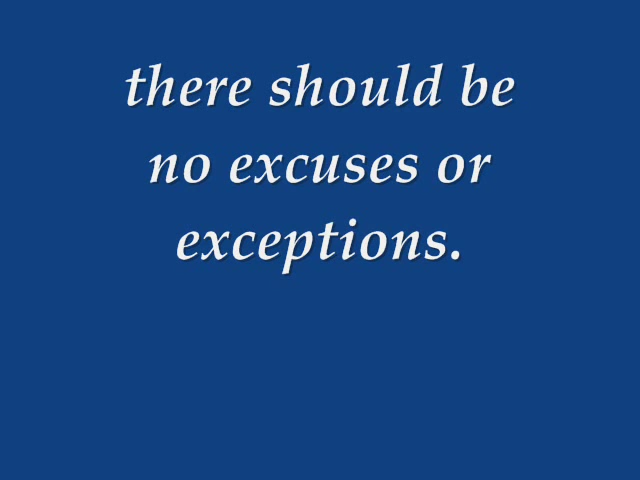 there should be
no excuses or
exceptions.